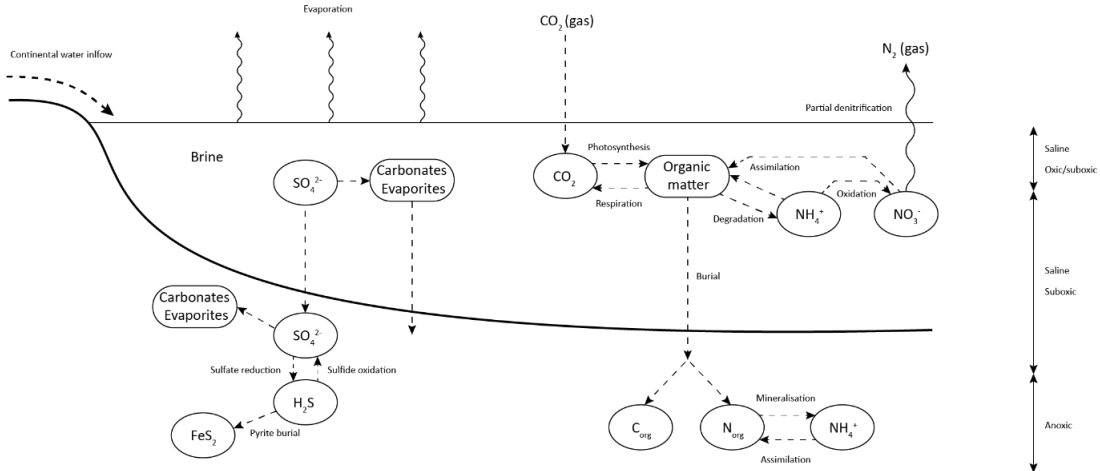 Evaporation
CO2 (gas)
N2 (gas)
Continental water inlfow
Partial denitrification
Brine
Photosynthesis
Saline
Oxic/suboxic
SO4^2-
Carbonates
Evaporites
CO2
Organic
matter
Assimilation
Respiration
Oxidation
Degradation
NH4^+
NO3^-
Burial
Saline
Suboxic
Carbonates
Evaporites
SO4^2-
Sulfate reduction
Sulfide oxidation
H2S
Mineralisation
FeS2
Pyrite burial
Corg
Norg
NH4^+
Anoxic
Assimilation